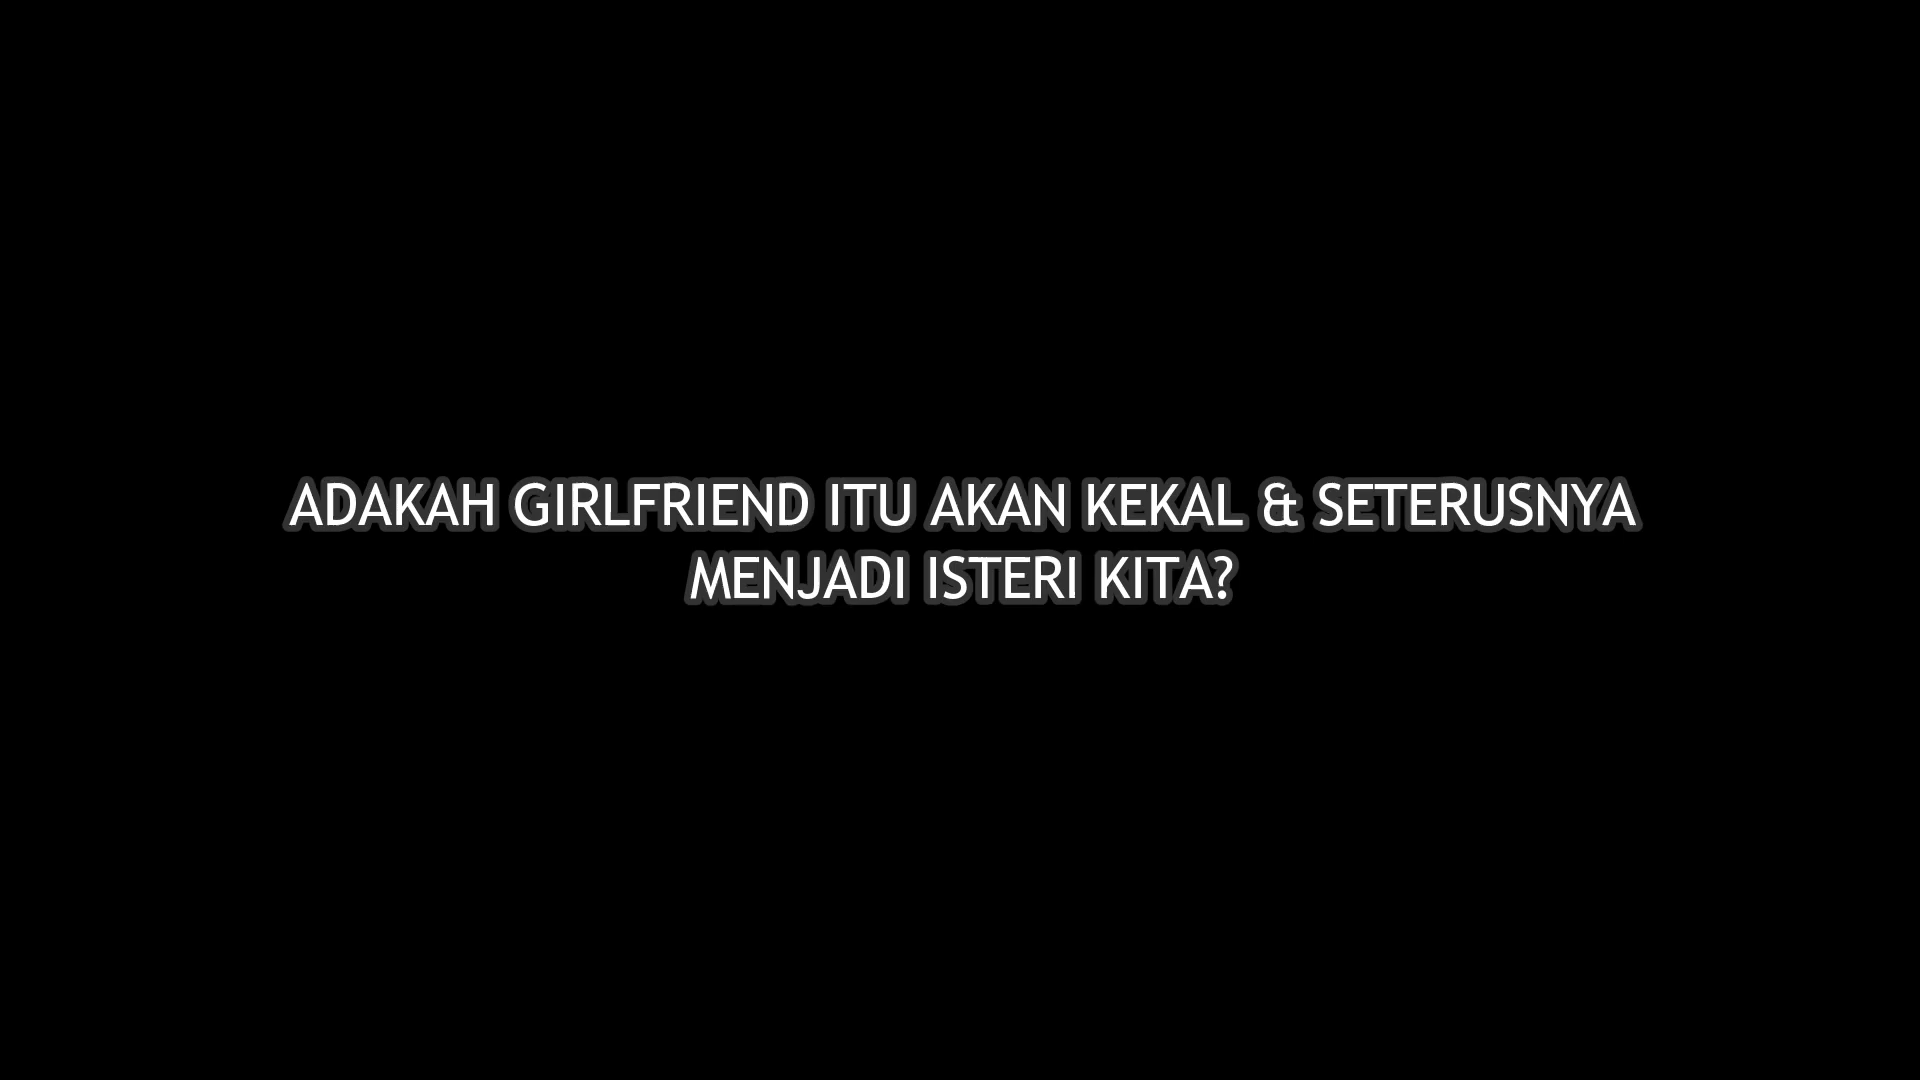 ADAKAH GIRLFRIEND ITU AKAN KEKAL & SETERUSNYA
MENJADI ISTERI KITA?